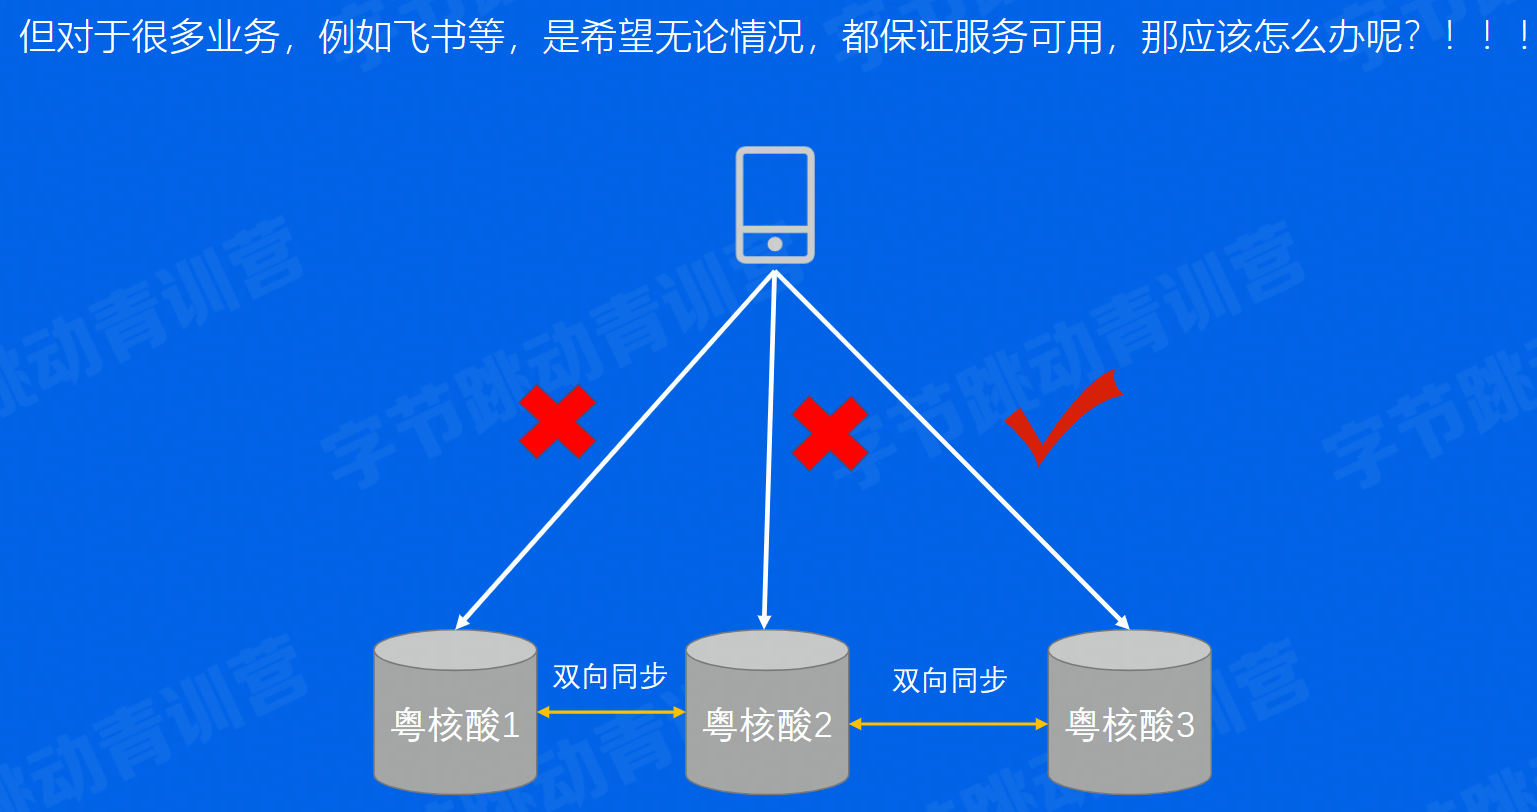 但对于很多业务，例如飞书等，是希望无论情况，都保证服务可用，那应该怎么办呢？！！！
双向同步
双向同步
粤核酸1
粤核酸2
粤核酸3
字节跳动青训营